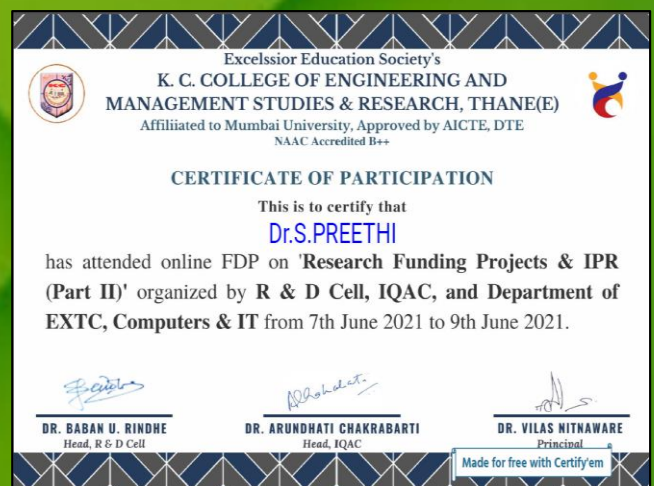 Excelssior Education Society's
K. C. COLLEGE OF ENGINEERING AND
MANAGEMENT STUDIES & RESEARCH, THANE(E)
Affiliiated to Mumbai University, Approved by AICTE, DTE
NAAC Accredited B++
CERTIFICATE OF PARTICIPATION
This is to certify that
Dr.S.PREETHI
has attended online FDP on 'Research Funding Projects & IPR
(Part II)' organized by R & D Cell, IQAC, and Department of
EXTC, Computers & IT from 7th June 2021 to 9th June 2021.
DR. BABAN U. RINDHE
Head, R & D Cell
DR. ARUNDHATI CHAKRABARTI
Head, IQAC
DR. VILAS NITNAWARE
Principal
Made for free with Certify'em